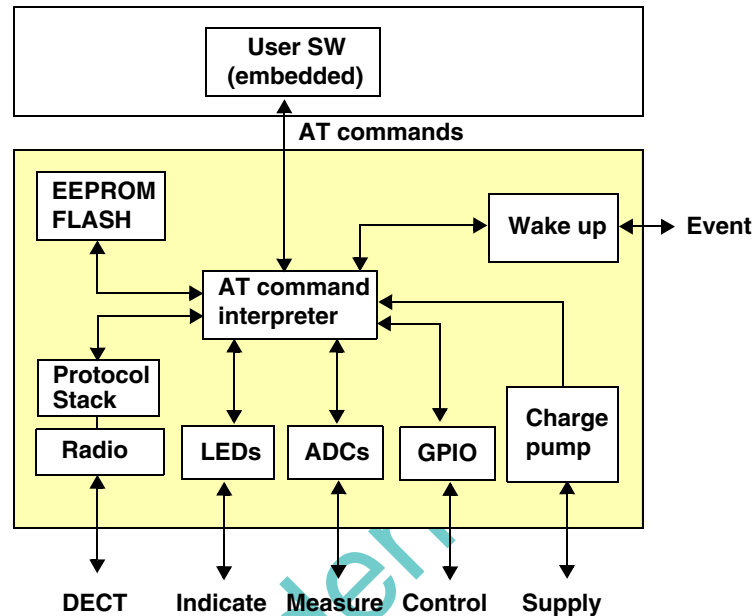 User SW
(embedded)
AT commands
EEPROM
FLASH
Wake up
Event
AT command
interpreter
Protocol
Stack
Charge
pump
Radio
LEDs
ADCs
GPIO
DECT
Indicate
Measure
Control
Supply